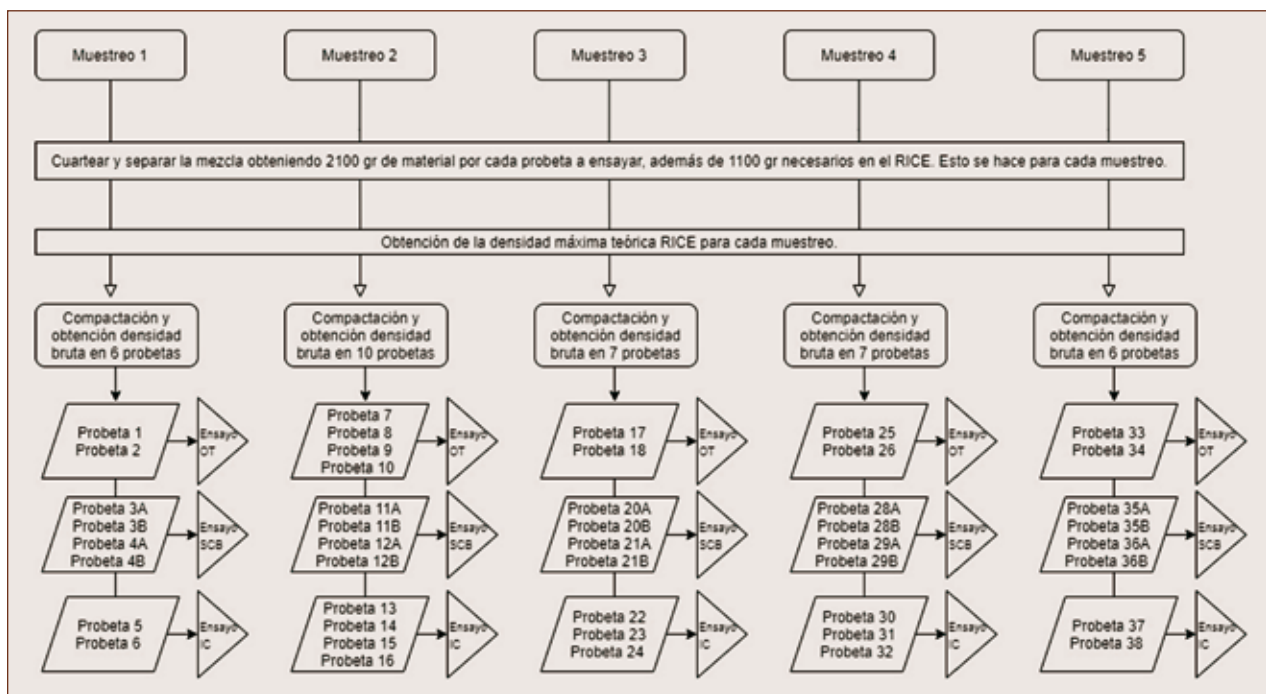 Muestreo 1
Muestreo 2
Muestreo 3
Muestreo 4
Muestreo 5
Cuartear y separar la mezcla obteniendo 2100 gr de material por cada probeta a ensayar, además de 1100 gr necesarios en el RICE. Esto se hace para cada muestreo.
Obtención de la densidad máxima teórica RICE para cada muestreo.
Compactación y
obtención densidad
bruta en 6 probetas
Compactación y
obtención densidad
bruta en 10 probetas
Compactación y
obtención densidad
bruta en 7 probetas
Compactación y
obtención densidad
bruta en 7 probetas
Compactación y
obtención densidad
bruta en 6 probetas
Probeta 1
Probeta 2
Ensayo
OT
Probeta 7
Probeta 8
Probeta 9
Probeta 10
Ensayo
OT
Probeta 17
Probeta 18
Ensayo
OT
Probeta 25
Probeta 26
Ensayo
OT
Probeta 33
Probeta 34
Ensayo
OT
Probeta 3A
Probeta 3B
Probeta 4A
Probeta 4B
Ensayo
SCB
Probeta 11A
Probeta 11B
Probeta 12A
Probeta 12B
Ensayo
SCB
Probeta 20A
Probeta 20B
Probeta 21A
Probeta 21B
Ensayo
SCB
Probeta 28A
Probeta 28B
Probeta 29A
Probeta 29B
Ensayo
SCB
Probeta 35A
Probeta 35B
Probeta 36A
Probeta 36B
Ensayo
SCB
Probeta 5
Probeta 6
Ensayo
IC
Probeta 13
Probeta 14
Probeta 15
Probeta 16
Ensayo
IC
Probeta 22
Probeta 23
Probeta 24
Ensayo
IC
Probeta 30
Probeta 31
Probeta 32
Ensayo
IC
Probeta 37
Probeta 38
Ensayo
IC